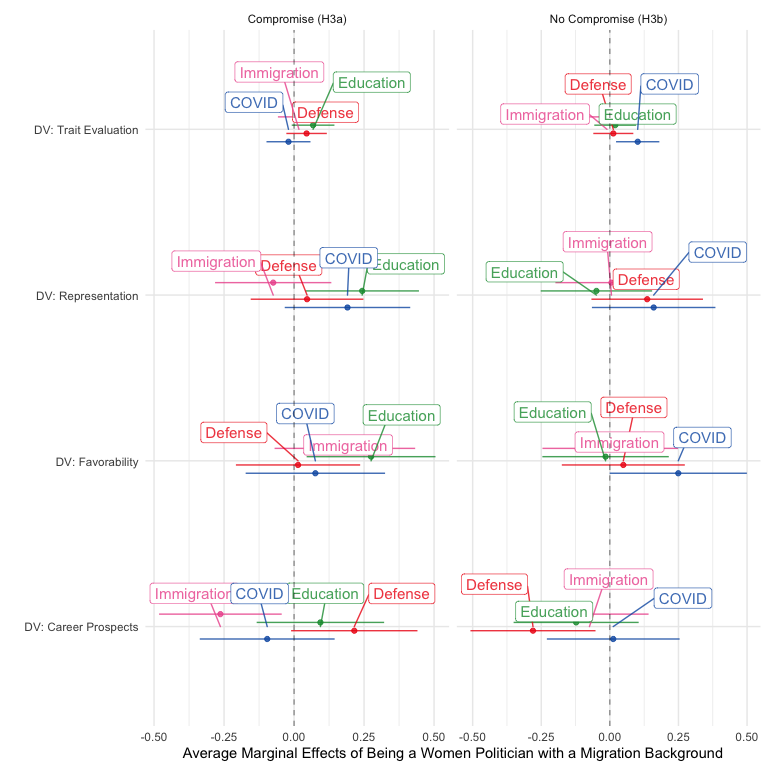 Compromise (H3a)
No Compromise (H3b)
Immigration
Education
COVID
Defense
Defense
COVID
Immigration
Education
DV: Trait Evaluation
Immigration
Defense
COVID
Education
Immigration
COVID
Education
Defense
DV: Representation
COVID
Education
Defense
Immigration
Education
Defense
Immigration
COVID
DV: Favorability
Immigration
COVID
Education
Defense
Defense
Immigration
Education
COVID
DV: Career Prospects
-0.50 -0.25 0.00 0.25 0.50 -0.50 -0.25 0.00 0.25 0.50
Average Marginal Effects of Being a Women Politician with a Migration Background